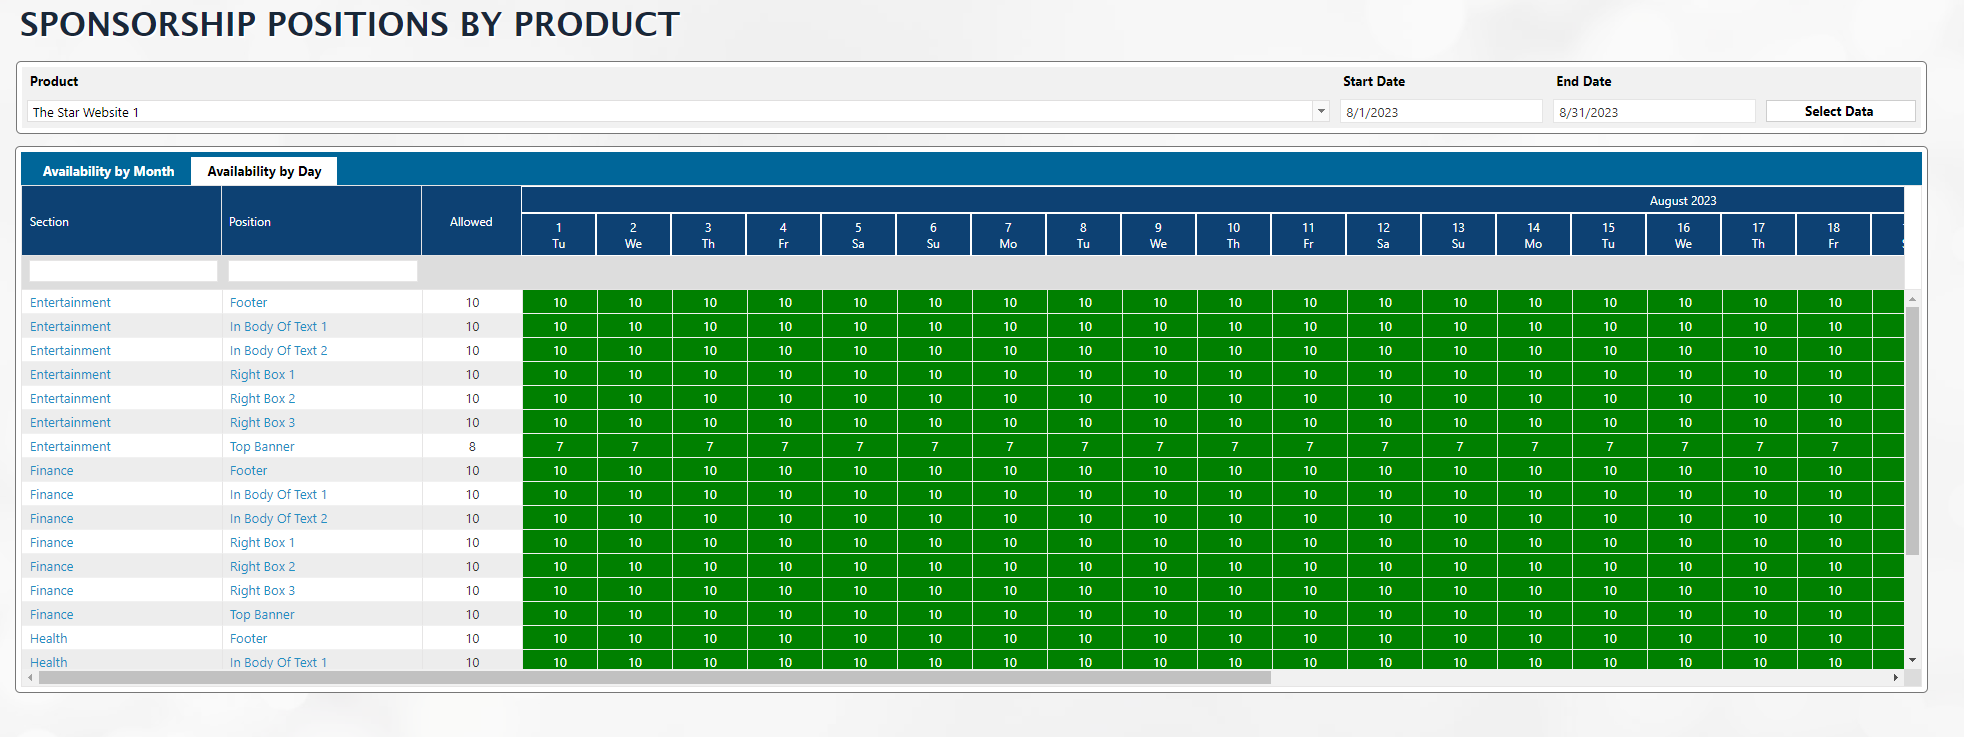 SPONSORSHIP POSITIONS BY PRODUCT
Product Start Date End Date
The Star Website 1 8/1/2023 8/31/2023 Select Data
Availability by Month Availability by Day
August 2023
Section Position Allowed
1 2 3 4 5 6 7 8 9 10 11 12 13 14 15 16 17 18
Tu We Th Fr Sa Su Mo Tu We Th Fr Sa Su Mo Tu We Th Fr
Entertainment Footer 10 10 10 10 10 10 10 10 10 10 10 10 10 10 10 10 10 10 10
Entertainment In Body Of Text 1 10 10 10 10 10 10 10 10 10 10 10 10 10 10 10 10 10 10 10
Entertainment In Body Of Text 2 10 10 10 10 10 10 10 10 10 10 10 10 10 10 10 10 10 10 10
Entertainment Right Box 1 10 10 10 10 10 10 10 10 10 10 10 10 10 10 10 10 10 10 10
Entertainment Right Box 2 10 10 10 10 10 10 10 10 10 10 10 10 10 10 10 10 10 10 10
Entertainment Right Box 3 10 10 10 10 10 10 10 10 10 10 10 10 10 10 10 10 10 10 10
Entertainment Top Banner 8 7 7 7 7 7 7 7 7 7 7 7 7 7 7 7 7 7 7
Finance Footer 10 10 10 10 10 10 10 10 10 10 10 10 10 10 10 10 10 10 10
Finance In Body Of Text 1 10 10 10 10 10 10 10 10 10 10 10 10 10 10 10 10 10 10 10
Finance In Body Of Text 2 10 10 10 10 10 10 10 10 10 10 10 10 10 10 10 10 10 10 10
Finance Right Box 1 10 10 10 10 10 10 10 10 10 10 10 10 10 10 10 10 10 10 10
Finance Right Box 2 10 10 10 10 10 10 10 10 10 10 10 10 10 10 10 10 10 10 10
Finance Right Box 3 10 10 10 10 10 10 10 10 10 10 10 10 10 10 10 10 10 10 10
Finance Top Banner 10 10 10 10 10 10 10 10 10 10 10 10 10 10 10 10 10 10 10
Health Footer 10 10 10 10 10 10 10 10 10 10 10 10 10 10 10 10 10 10 10
Health In Body Of Text 1 10 10 10 10 10 10 10 10 10 10 10 10 10 10 10 10 10 10 10